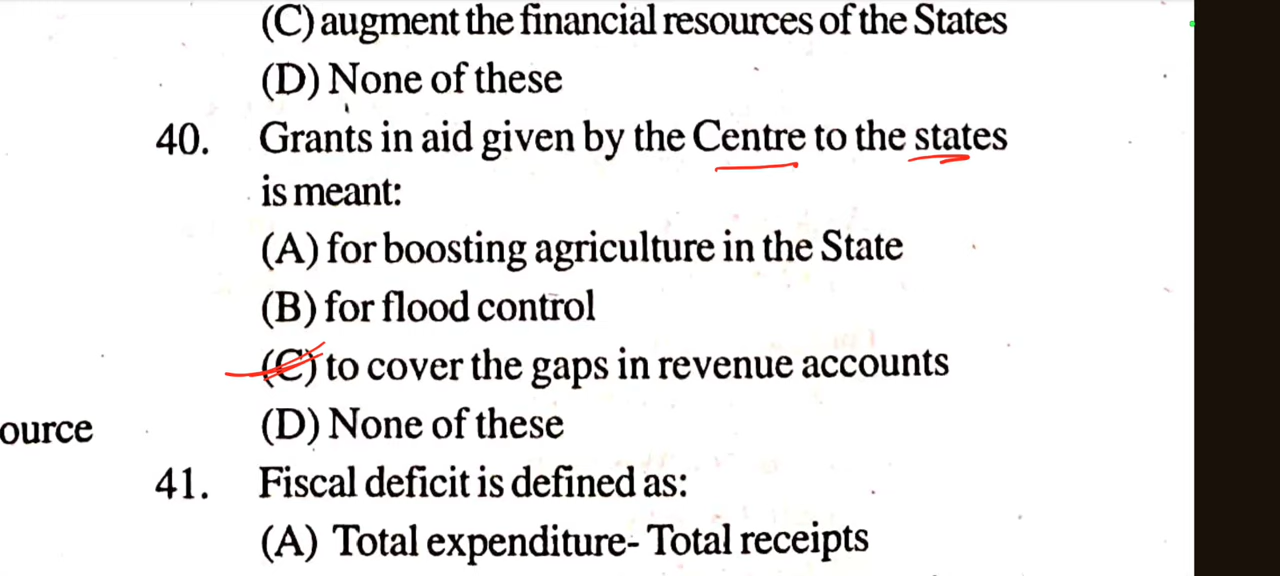 (C) augment the financial resources of the States
(D) None of these
40. Grants in aid given by the Centre to the states
is meant:
(A) for boosting agriculture in the State
(B) for flood control
(C) to cover the gaps in revenue accounts
ource
(D) None of these
41. Fiscal deficit is defined as:
(A) Total expenditure- Total receipts